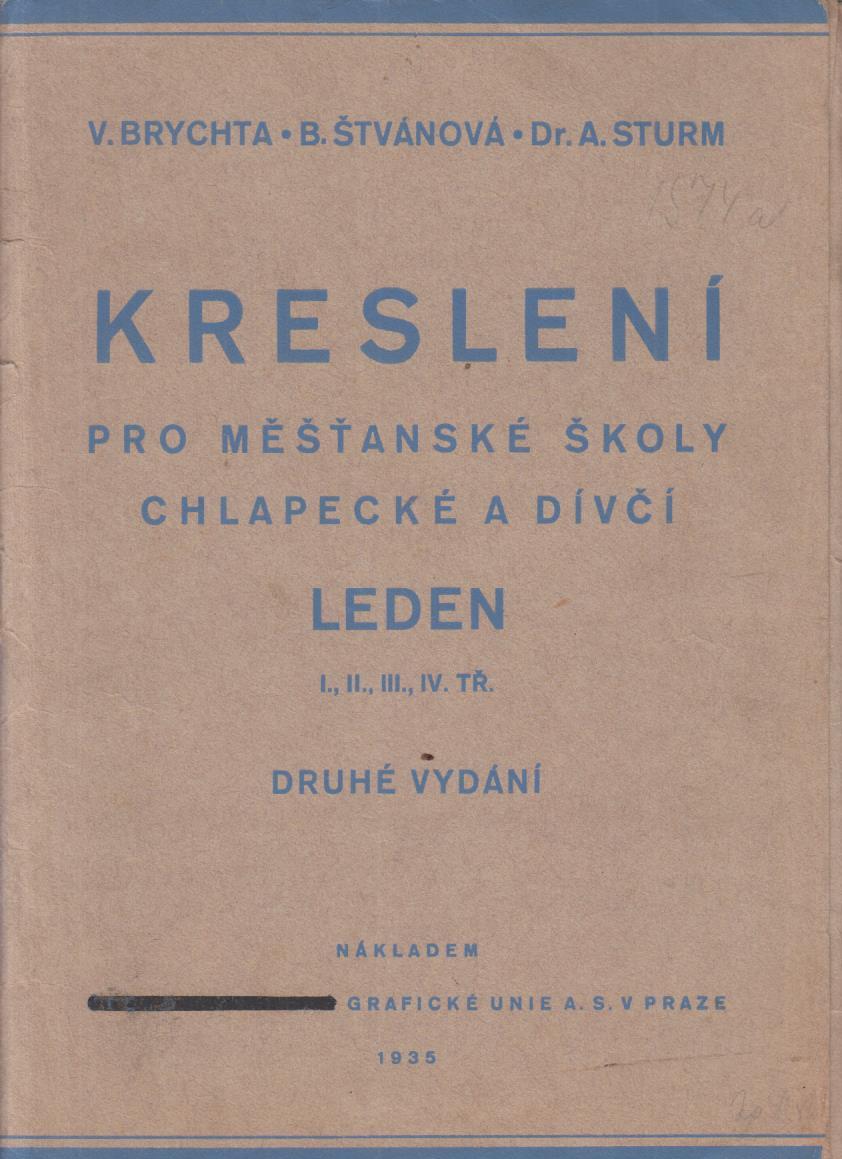 V. BRYCHTA • B. ŠTVÁNOVÁ • Dr. A. STURM
1574 a
KRESLENÍ
PRO MĚŠŤANSKÉ ŠKOLY
CHLAPECKÉ A DÍVČÍ
LEDEN
I., II., III., IV. TŘ.
DRUHÉ VYDÁNÍ
NÁKLADEM
GRAFICKÉ UNIE A. S. V PRAZE
1935